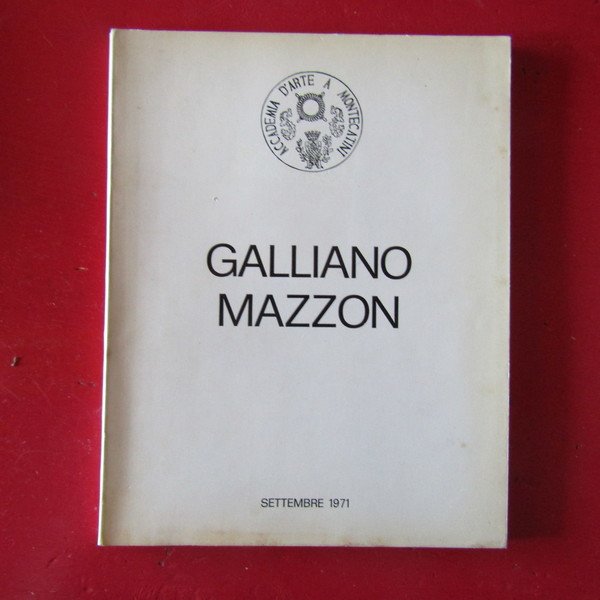 ACCADEMIA D'ARTE A MONTECATINI
GALLIANO
MAZZON
SETTEMBRE 1971